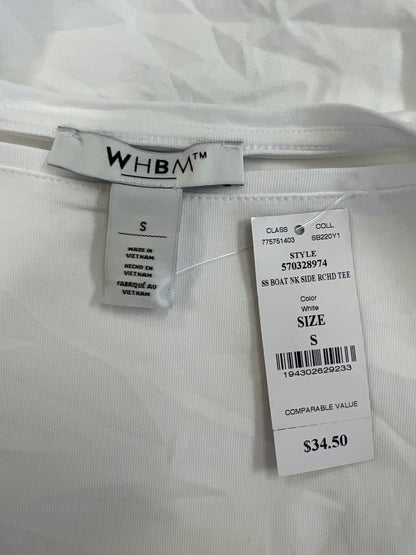 WHBM™
S
MADE IN
VIETNAM
HECHO EN
VIETNAM
FABRIQUÉ AU
VIETNAM
CLASS COLL
775751403 SB220Y1
STYLE
570328974
SS BOAT NK SIDE RCHD TEE
Color
White
SIZE
S
194302629233
COMPARABLE VALUE
$34.50